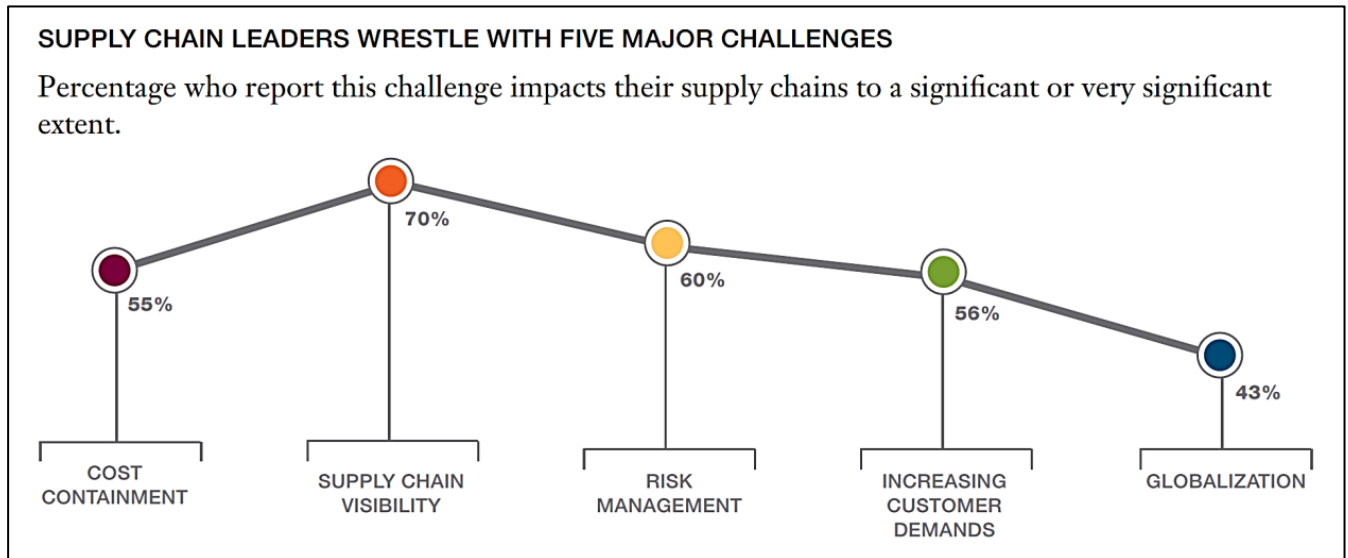 SUPPLY CHAIN LEADERS WRESTLE WITH FIVE MAJOR CHALLENGES
Percentage who report this challenge impacts their supply chains to a significant or very significant
extent.
55%
70%
60%
56%
43%
COST
CONTAINMENT
SUPPLY CHAIN
VISIBILITY
RISK
MANAGEMENT
INCREASING
CUSTOMER
DEMANDS
GLOBALIZATION